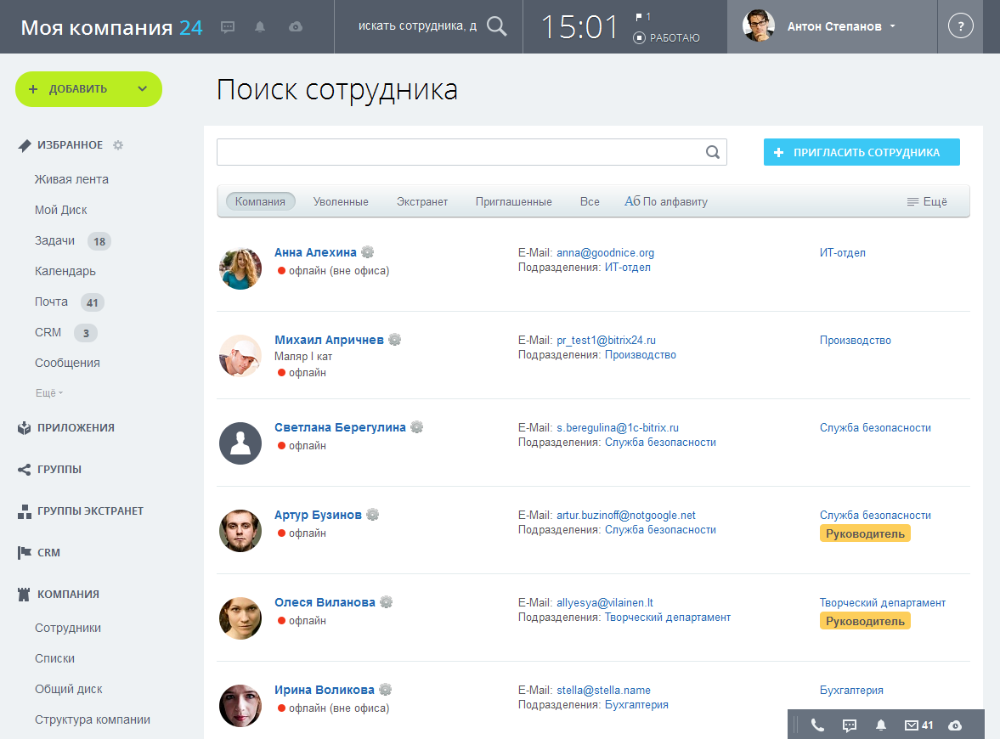 Моя компания 24
искать сотрудника, д
15:01
1
РАБОТАЮ
Антон Степанов
?
ДОБАВИТЬ
ИЗБРАННОЕ
Живая лента
Мой Диск
Задачи 18
Календарь
Почта 41
CRM 3
Сообщения
Ещё
ПРИЛОЖЕНИЯ
ГРУППЫ
ГРУППЫ ЭКСТРАНЕТ
CRM
КОМПАНИЯ
Сотрудники
Списки
Общий диск
Структура компании
Поиск сотрудника
+ ПРИГЛАСИТЬ СОТРУДНИКА
Компания Уволенные Экстранет Приглашенные Все Аб По алфавиту Ещё
Анна Алехина
офлайн (вне офиса)
E-Mail: anna@goodnice.org
Подразделения: ИТ-отдел
ИТ-отдел
Михаил Апричнев
Маляр I кат
офлайн
E-Mail: pr_test1@bitrix24.ru
Подразделения: Производство
Производство
Светлана Берегулина
офлайн
E-Mail: s.beregulina@1c-bitrix.ru
Подразделения: Служба безопасности
Служба безопасности
Артур Бузинов
офлайн
E-Mail: artur.buzinoff@notgoogle.net
Подразделения: Служба безопасности
Служба безопасности
Руководитель
Олеся Виланова
офлайн
E-Mail: allyesya@vilainen.lt
Подразделения: Творческий департамент
Творческий департамент
Руководитель
Ирина Воликова
офлайн (вне офиса)
E-Mail: stella@stella.name
Подразделения: Бухгалтерия
Бухгалтерия
41